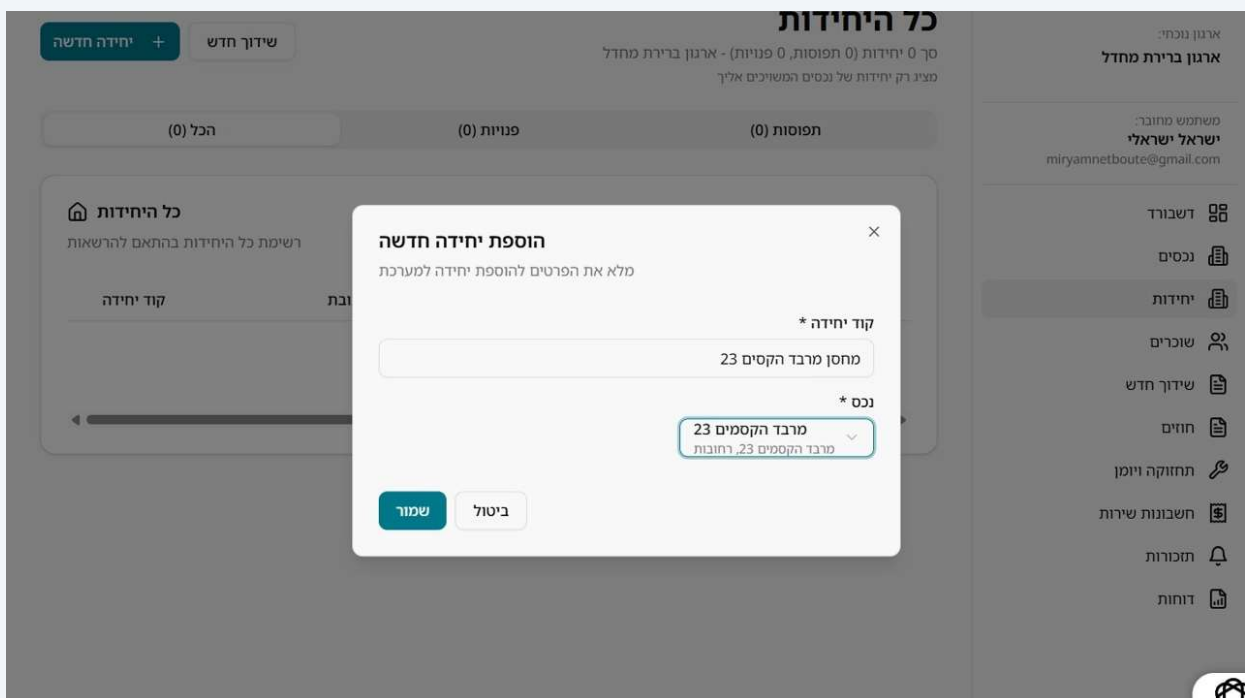 ארגון נוכחי:
ארגון ברירת מחדל
משתמש מחובר:
ישראל ישראלי
miryamnetboute@gmail.com
דשבורד
נכסים
יחידות
שוכרים
שידוך חדש
חוזים
תחזוקה ויומן
חשבונות שירות
תזכורות
דוחות
כל היחידות
סך 0 יחידות (0 תפוסות, 0 פנויות) - ארגון ברירת מחדל
מציג רק יחידות של נכסים המשויכים אליך
שידוך חדש
+ יחידה חדשה
תפוסות (0)
פנויות (0)
הכל (0)
כל היחידות
רשימת כל היחידות בהתאם להרשאות
קוד יחידה
הוספת יחידה חדשה
מלא את הפרטים להוספת יחידה למערכת
קוד יחידה *
מחסן מרבד הקסים 23
נכס *
מרבד הקסמים 23
מרבד הקסמים 23, רחובות
ביטול
שמור